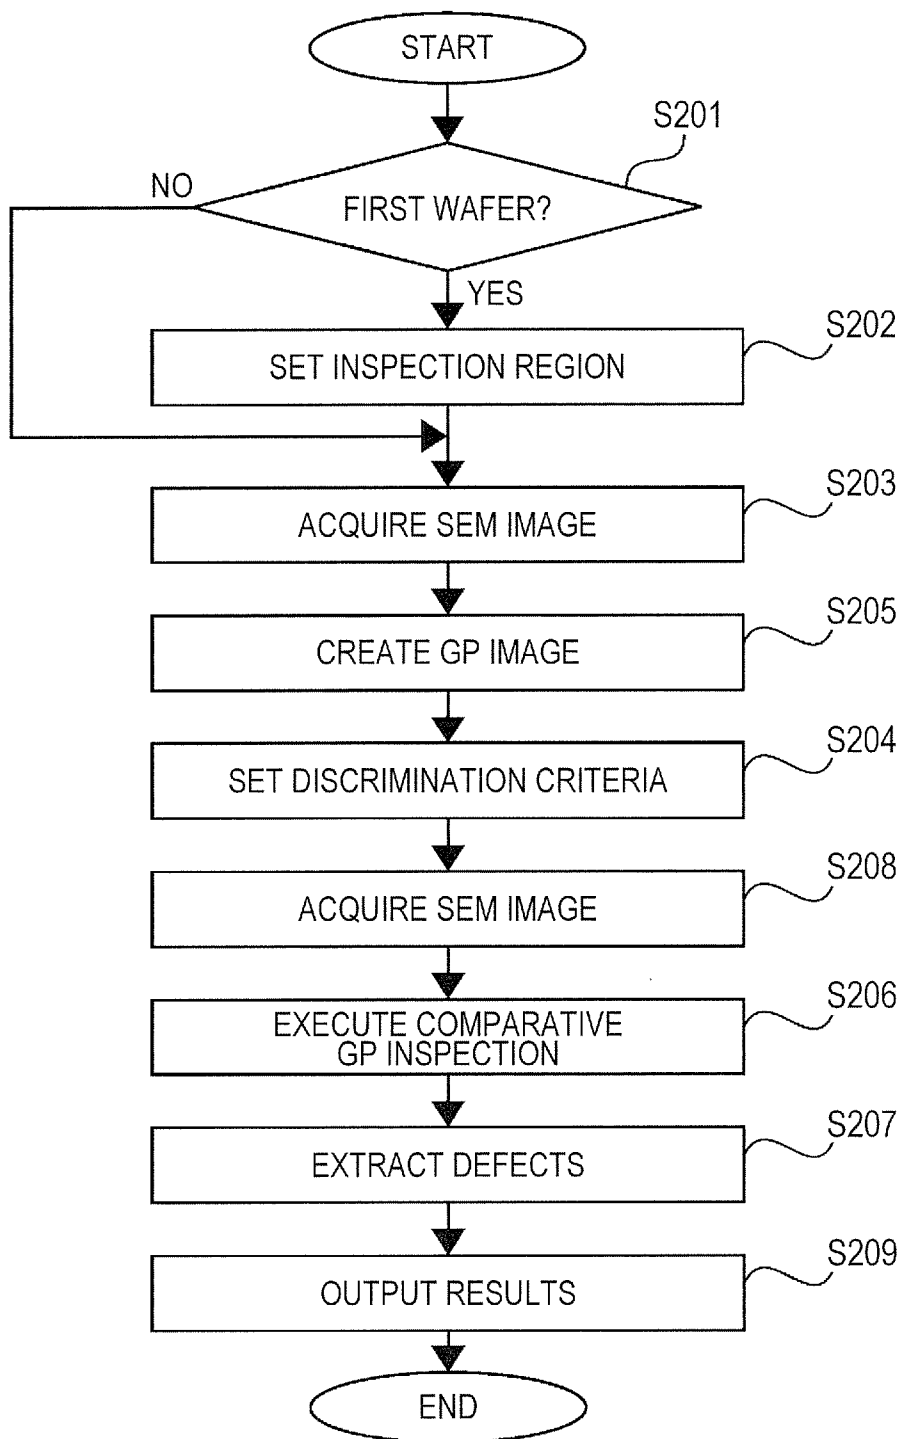 START
S201
NO
FIRST WAFER?
YES
S202
SET INSPECTION REGION
S203
ACQUIRE SEM IMAGE
S205
CREATE GP IMAGE
S204
SET DISCRIMINATION CRITERIA
S208
ACQUIRE SEM IMAGE
S206
EXECUTE COMPARATIVE
GP INSPECTION
S207
EXTRACT DEFECTS
S209
OUTPUT RESULTS
END